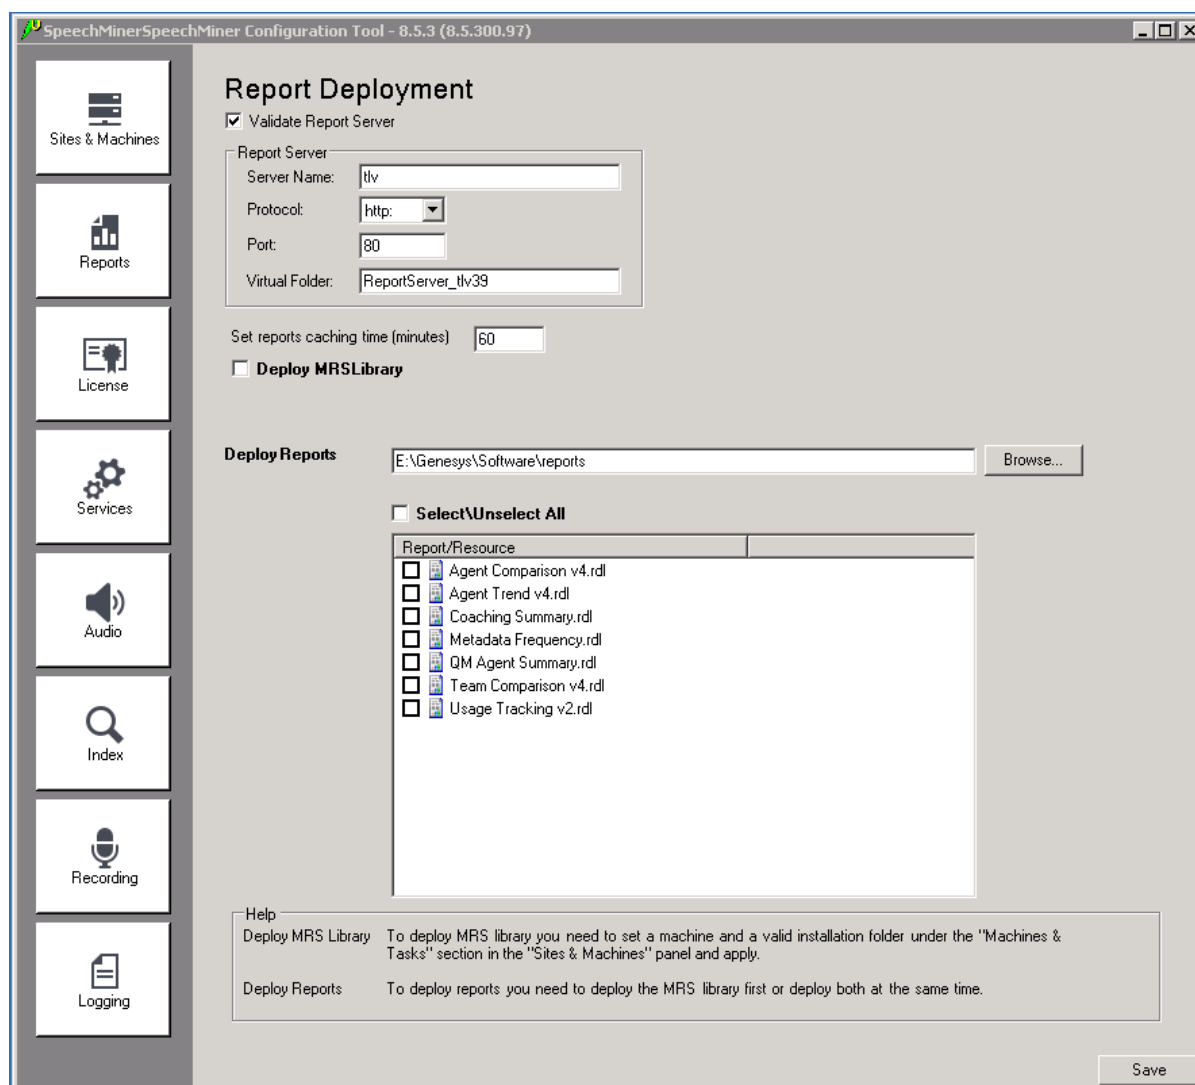 SpeechMinerSpeechMiner Configuration Tool - 8.5.3 (8.5.300.97)
Sites & Machines
Reports
License
Services
Audio
Index
Recording
Logging
Report Deployment
Validate Report Server
Report Server
Server Name: tlv
Protocol: http:
Port: 80
Virtual Folder: ReportServer_tlv39
Set reports caching time (minutes) 60
Deploy MRSLibrary
Deploy Reports E:\Genesys\Software\reports Browse...
Select\Unselect All
Report/Resource
Agent Comparison v4.rdl
Agent Trend v4.rdl
Coaching Summary.rdl
Metadata Frequency.rdl
QM Agent Summary.rdl
Team Comparison v4.rdl
Usage Tracking v2.rdl
Help
Deploy MRS Library To deploy MRS library you need to set a machine and a valid installation folder under the "Machines &
Tasks" section in the "Sites & Machines" panel and apply.
Deploy Reports To deploy reports you need to deploy the MRS library first or deploy both at the same time.
Save